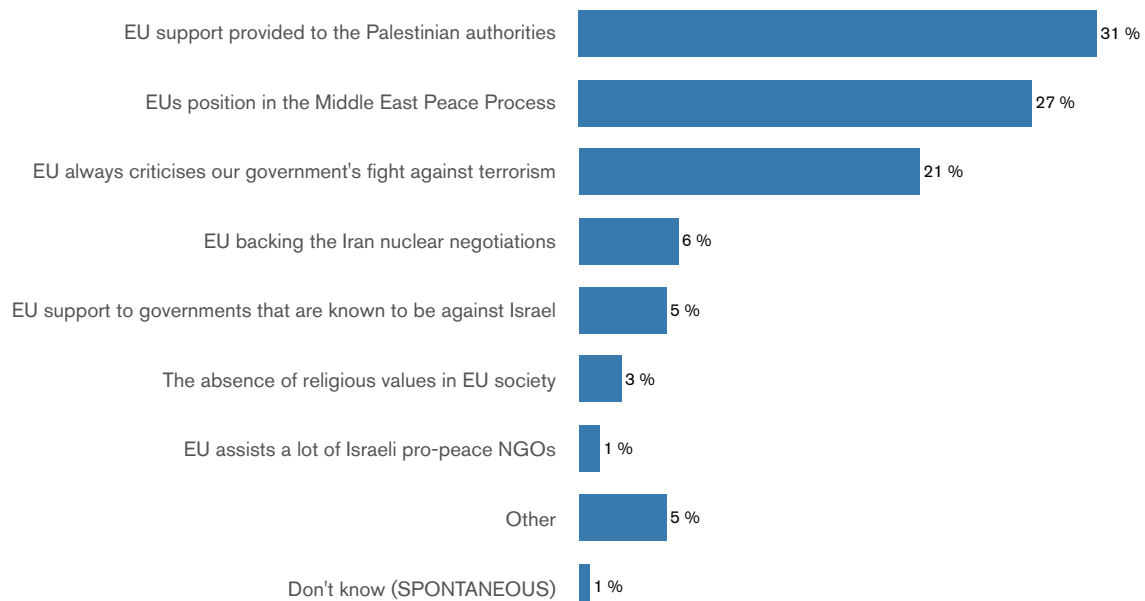 EU support provided to the Palestinian authorities 31 %
EUs position in the Middle East Peace Process 27 %
EU always criticises our government's fight against terrorism 21 %
EU backing the Iran nuclear negotiations 6 %
EU support to governments that are known to be against Israel 5 %
The absence of religious values in EU society 3 %
EU assists a lot of Israeli pro-peace NGOs 1 %
Other 5 %
Don't know (SPONTANEOUS) 1 %